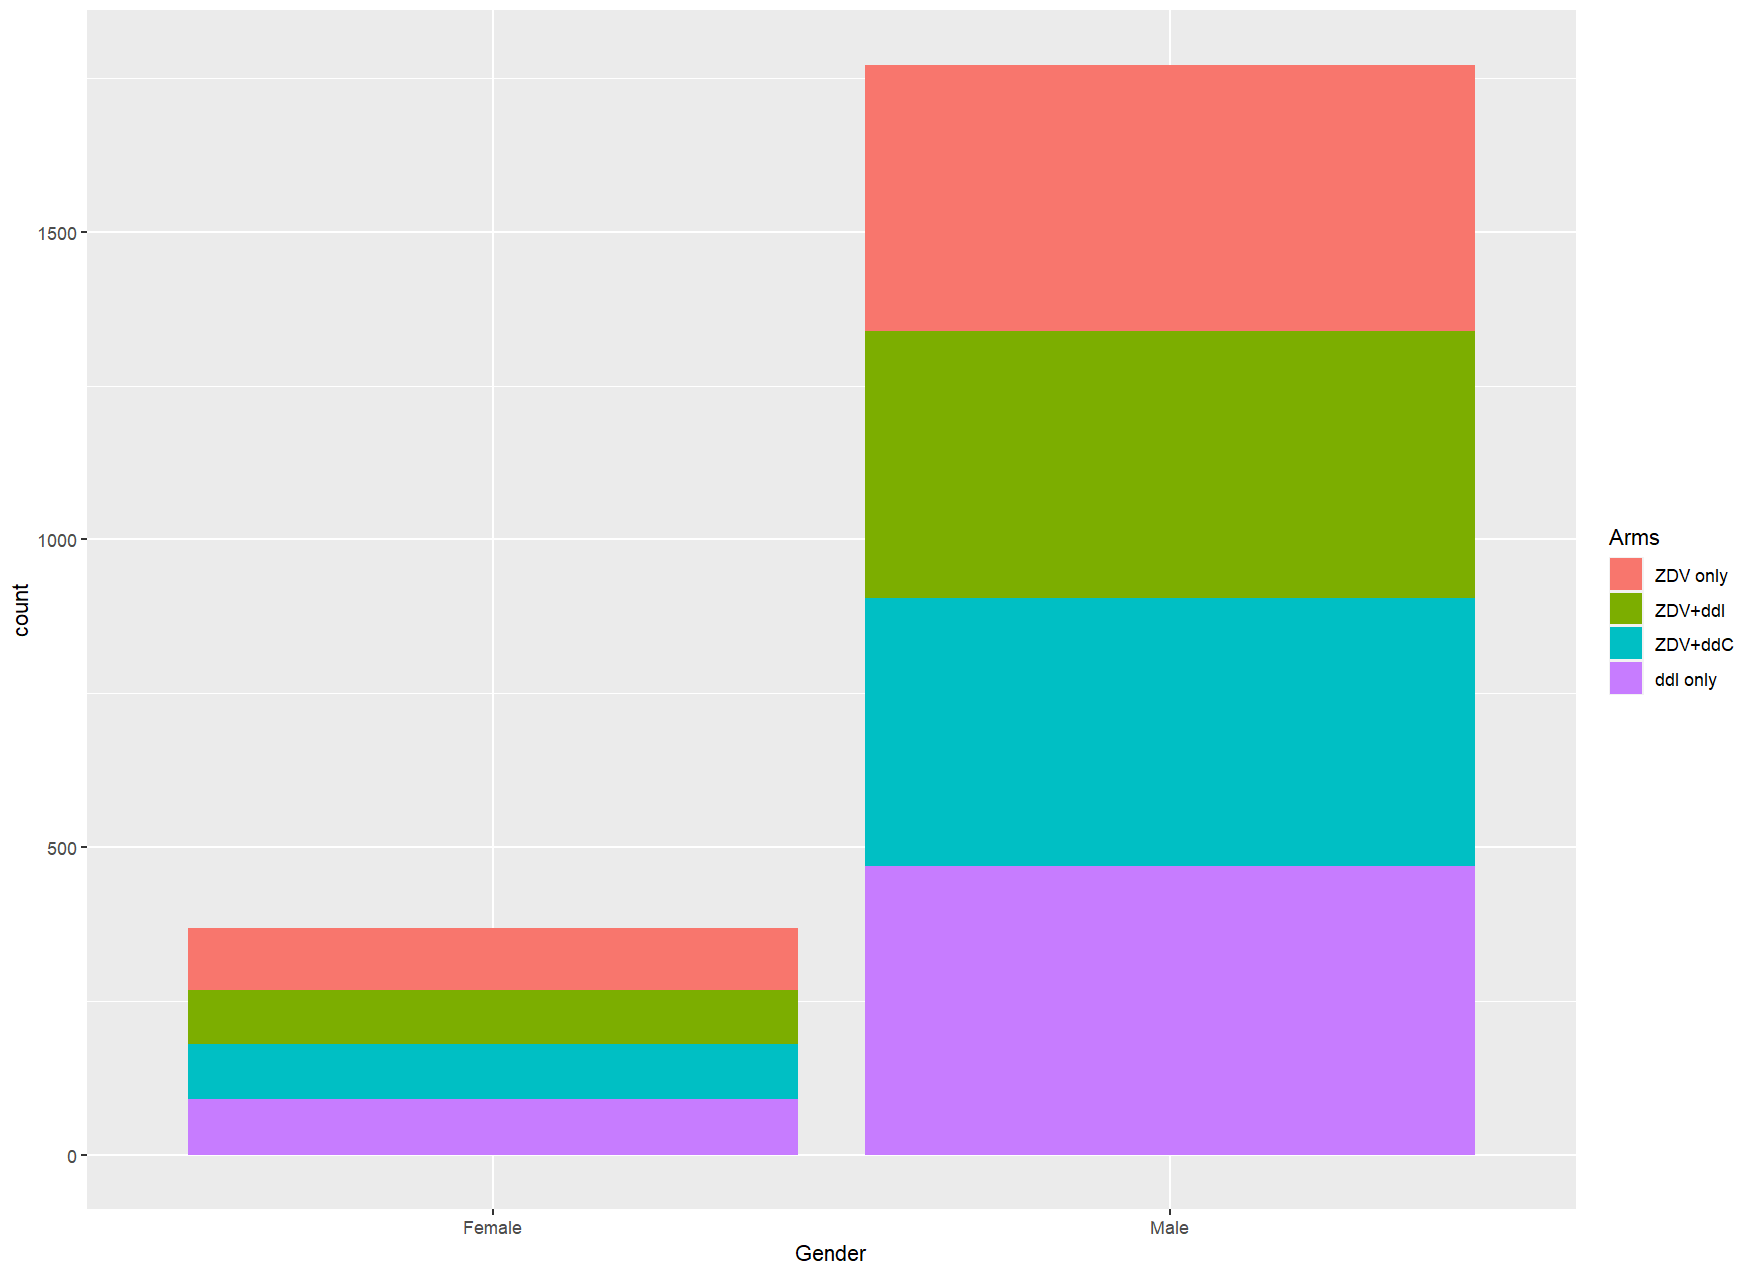 1500
1000
500
0
count
Female
Male
Gender
Arms
ZDV only
ZDV+ddI
ZDV+ddC
ddI only